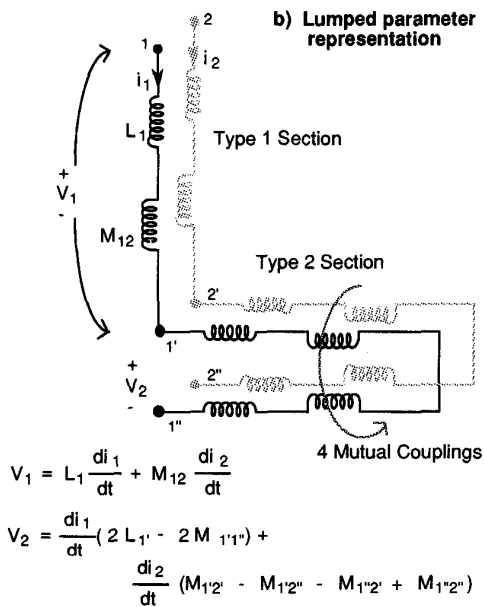 b) Lumped parameter
representation
2
1
i₂
i₁
L₁
Type 1 Section
+
V₁
-
M₁₂
Type 2 Section
2'
1'
+
V₂
-
2"
1"
4 Mutual Couplings
V₁ = L₁ di₁/dt + M₁₂ di₂/dt
V₂ = di₁/dt ( 2 L₁' - 2 M ₁'₁") +
di₂/dt (M₁'₂' - M₁'₂" - M₁"₂' + M₁"₂")